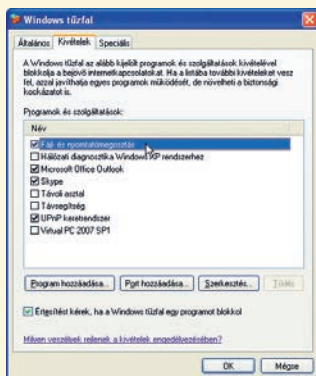 Windows tűzfal
Általános Kivételek Speciális
A Windows tűzfal az alább kijelölt programok és szolgáltatások kivételével
blokkolja a bejövő internetkapcsolatokat. Ha a listába további kivételeket vesz
fel, azzal javíthatja egyes programok működését, de növelheti a biztonsági
kockázatot is.
Programok és szolgáltatások:
Név
Fájl- és nyomtatómegosztás
Hálózati diagnosztika Windows XP rendszerhez
Microsoft Office Outlook
Skype
Távoli asztal
Távsegítség
UPnP keretrendszer
Virtual PC 2007 SP1
Program hozzáadása... Port hozzáadása... Szerkesztés... Törlés
Értesítést kérek, ha a Windows tűzfal egy programot blokkol
Milyen veszélyek rejlenek a kivételek engedélyezésében?
OK Mégse